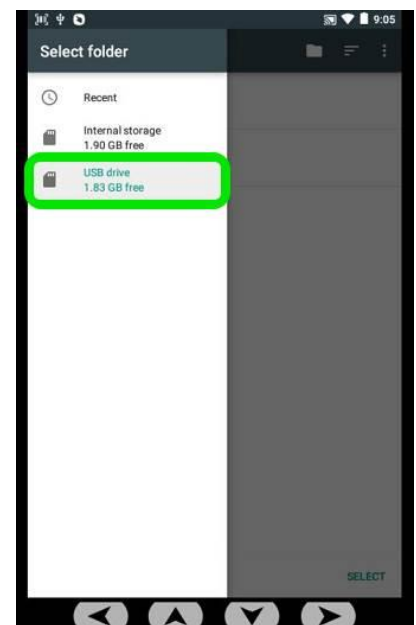 9:05
Select folder
Recent
Internal storage
1.90 GB free
USB drive
1.83 GB free
SELECT